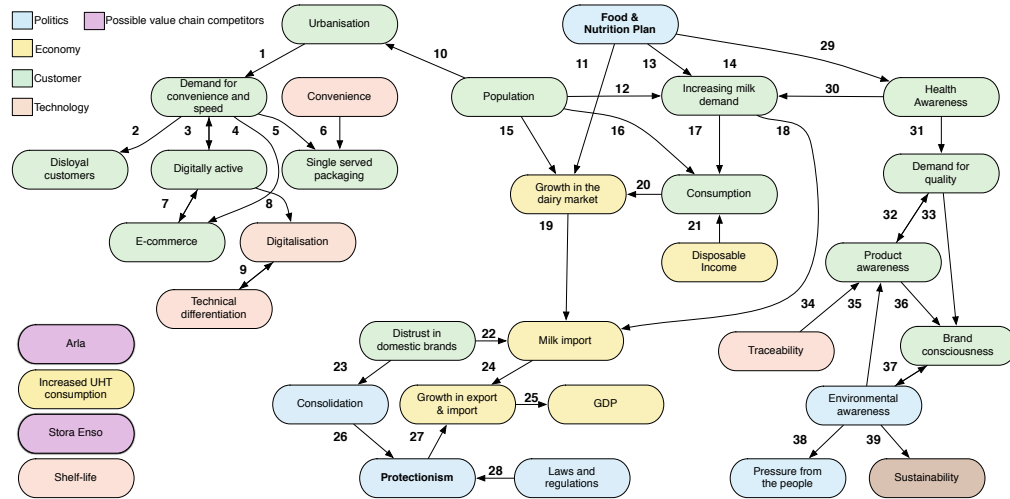 Politics
Possible value chain competitors
Economy
Customer
Technology
Urbanisation
Food &
Nutrition Plan
1
10
11
13
14
29
Demand for
convenience and
speed
Convenience
Population
12
Increasing milk
demand
30
Health
Awareness
2
3
4
5
6
15
16
17
18
31
Disloyal
customers
Digitally active
Single served
packaging
Growth in the
dairy market
20
Consumption
Demand for
quality
7
8
19
21
32
33
E-commerce
Digitalisation
Disposable
Income
Product
awareness
9
Technical
differentiation
34
35
36
Arla
Distrust in
domestic brands
22
Milk import
Traceability
Brand
consciousness
23
24
37
Increased UHT
consumption
Consolidation
Growth in export
& import
25
GDP
Environmental
awareness
Stora Enso
26
27
38
39
Shelf-life
Protectionism
28
Laws and
regulations
Pressure from
the people
Sustainability